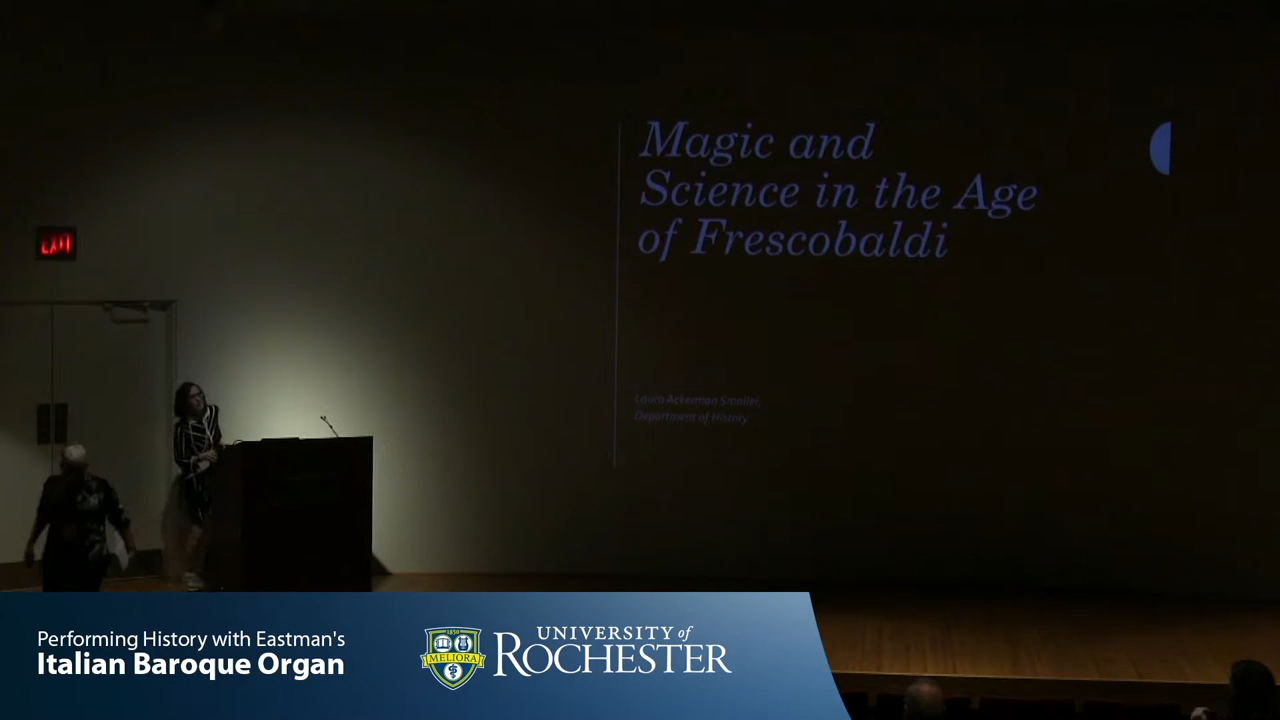 Magic and
Science in the Age
of Frescobaldi
EXIT
Laura Ackerman Smoller,
Department of History
Performing History with Eastman's
Italian Baroque Organ
1850
MELIORA
UNIVERSITY of
ROCHESTER